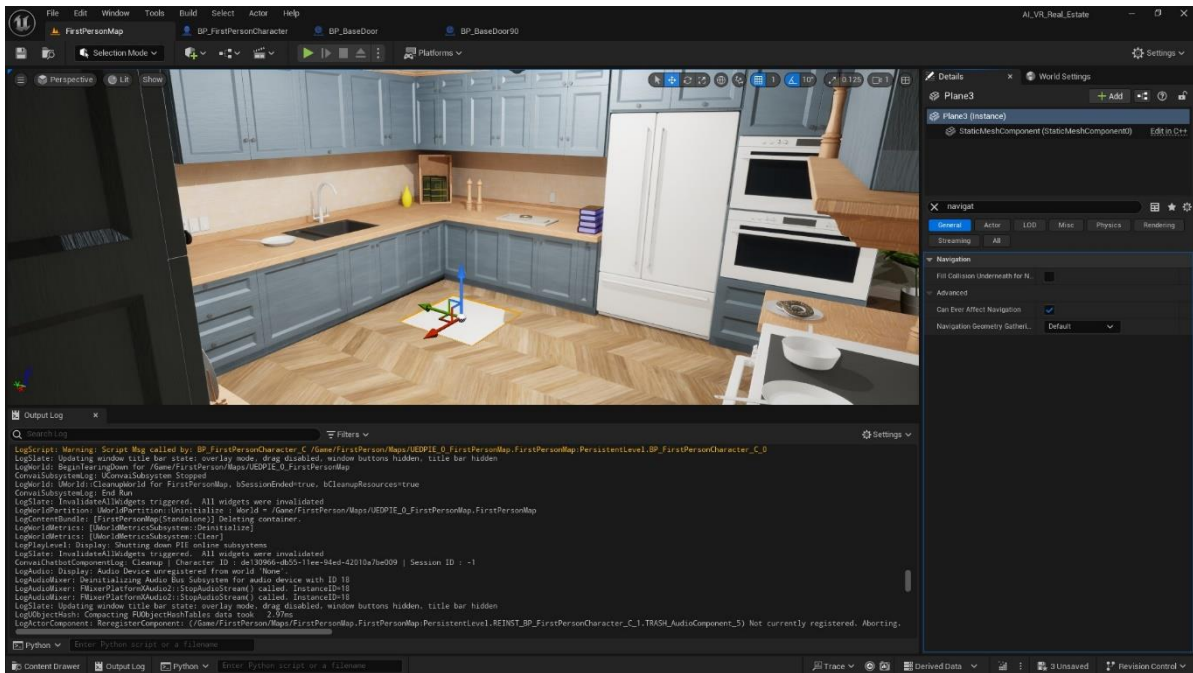 File Edit Window Tools Build Select Actor Help
AI_VR_Real_Estate
FirstPersonMap BP_FirstPersonCharacter BP_BaseDoor BP_BaseDoor90
Selection Mode Platforms Settings
Perspective Lit Show 1 10° 0.125 1
Details World Settings
Plane3 + Add
Plane3 (Instance)
StaticMeshComponent (StaticMeshComponent0) Edit in C++
navigat
General Actor LOD Misc Physics Rendering
Streaming All
Navigation
Fill Collision Underneath for N...
Advanced
Can Ever Affect Navigation
Navigation Geometry Gatheri... Default
Output Log
Search Log Filters Settings
LogScript: Warning: Script Msg called by: BP_FirstPersonCharacter_C /Game/FirstPerson/Maps/UEDPIE_0_FirstPersonMap.FirstPersonMap:PersistentLevel.BP_FirstPersonCharacter_C_0
LogSlate: Updating window title bar state: overlay mode, drag disabled, window buttons hidden, title bar hidden
LogWorld: BeginTearingDown for /Game/FirstPerson/Maps/UEDPIE_0_FirstPersonMap
ConvaiSubsystemLog: UConvaiSubsystem Stopped
LogWorld: UWorld::CleanupWorld for FirstPersonMap, bSessionEnded=true, bCleanupResources=true
ConvaiSubsystemLog: End Run
LogSlate: InvalidateAllWidgets triggered. All widgets were invalidated
LogWorldPartition: UWorldPartition::Uninitialize : World = /Game/FirstPerson/Maps/UEDPIE_0_FirstPersonMap.FirstPersonMap
LogContentBundle: [FirstPersonMap(Standalone)] Deleting container.
LogWorldMetrics: [UWorldMetricsSubsystem::Deinitialize]
LogWorldMetrics: [UWorldMetricsSubsystem::Clear]
LogPlayLevel: Display: Shutting down PIE online subsystems
LogSlate: InvalidateAllWidgets triggered. All widgets were invalidated
ConvaiChatbotComponentLog: Cleanup | Character ID : de130966-db55-11ee-94ed-42010a7be009 | Session ID : -1
LogAudio: Display: Audio Device unregistered from world 'None'.
LogAudioMixer: Deinitializing Audio Bus Subsystem for audio device with ID 18
LogAudioMixer: FMixerPlatformXAudio2::StopAudioStream() called. InstanceID=18
LogAudioMixer: FMixerPlatformXAudio2::StopAudioStream() called. InstanceID=18
LogSlate: Updating window title bar state: overlay mode, drag disabled, window buttons hidden, title bar hidden
LogUObjectHash: Compacting FUObjectHashTables data took 2.97ms
LogActorComponent: ReregisterComponent: (/Game/FirstPerson/Maps/FirstPersonMap.FirstPersonMap:PersistentLevel.REINST_BP_FirstPersonCharacter_C_1.TRASH_AudioComponent_5) Not currently registered. Aborting.
Python Enter Python script or a filename
Content Drawer Output Log Python Enter Python script or a filename Trace Derived Data 3 Unsaved Revision Control